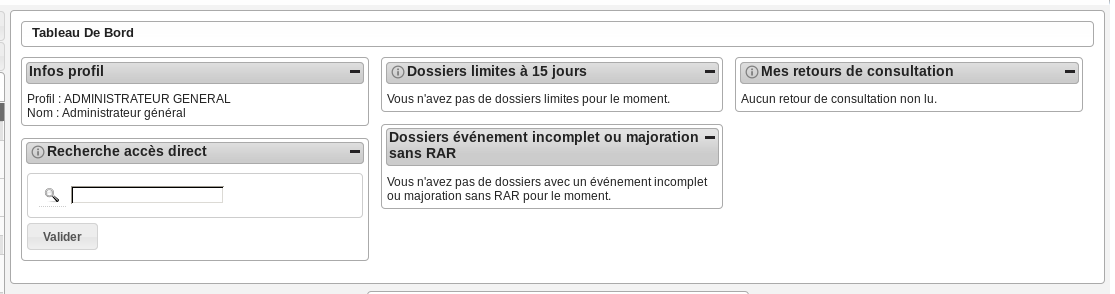 Tableau De Bord
Infos profil
Profil : ADMINISTRATEUR GENERAL
Nom : Administrateur général
Recherche accès direct
Valider
Dossiers limites à 15 jours
Vous n'avez pas de dossiers limites pour le moment.
Dossiers événement incomplet ou majoration
sans RAR
Vous n'avez pas de dossiers avec un événement incomplet
ou majoration sans RAR pour le moment.
Mes retours de consultation
Aucun retour de consultation non lu.